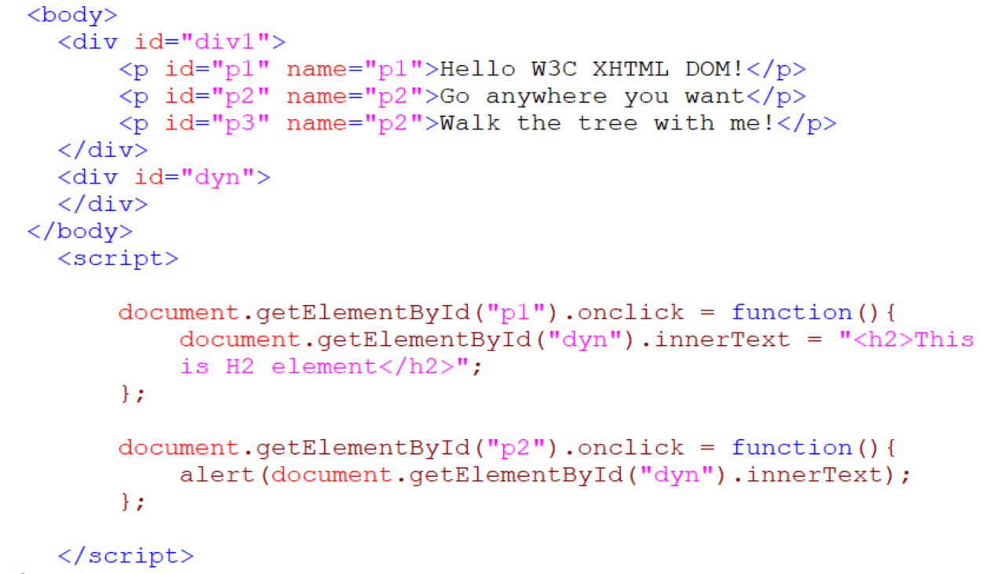 <body>
<div id="div1">
<p id="p1" name="p1">Hello W3C XHTML DOM!</p>
<p id="p2" name="p2">Go anywhere you want</p>
<p id="p3" name="p2">Walk the tree with me!</p>
</div>
<div id="dyn">
</div>
</body>
<script>
document.getElementById("p1").onclick = function(){
document.getElementById("dyn").innerText = "<h2>This
is H2 element</h2>";
};
document.getElementById("p2").onclick = function(){
alert(document.getElementById("dyn").innerText);
};
</script>